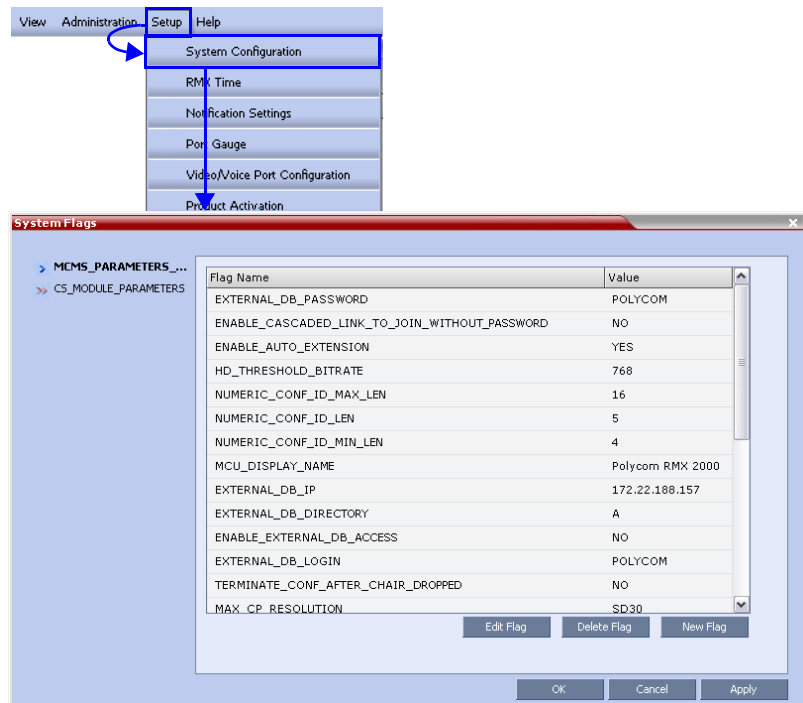 View Administration Setup Help
System Configuration
RMX Time
Notification Settings
Port Gauge
Video/Voice Port Configuration
Product Activation
System Flags
MCMS_PARAMETERS_...
CS_MODULE_PARAMETERS
Flag Name Value
EXTERNAL_DB_PASSWORD POLYCOM
ENABLE_CASCADED_LINK_TO_JOIN_WITHOUT_PASSWORD NO
ENABLE_AUTO_EXTENSION YES
HD_THRESHOLD_BITRATE 768
NUMERIC_CONF_ID_MAX_LEN 16
NUMERIC_CONF_ID_LEN 5
NUMERIC_CONF_ID_MIN_LEN 4
MCU_DISPLAY_NAME Polycom RMX 2000
EXTERNAL_DB_IP 172.22.188.157
EXTERNAL_DB_DIRECTORY A
ENABLE_EXTERNAL_DB_ACCESS NO
EXTERNAL_DB_LOGIN POLYCOM
TERMINATE_CONF_AFTER_CHAIR_DROPPED NO
MAX_CP_RESOLUTION SD30
Edit Flag Delete Flag New Flag
OK Cancel Apply